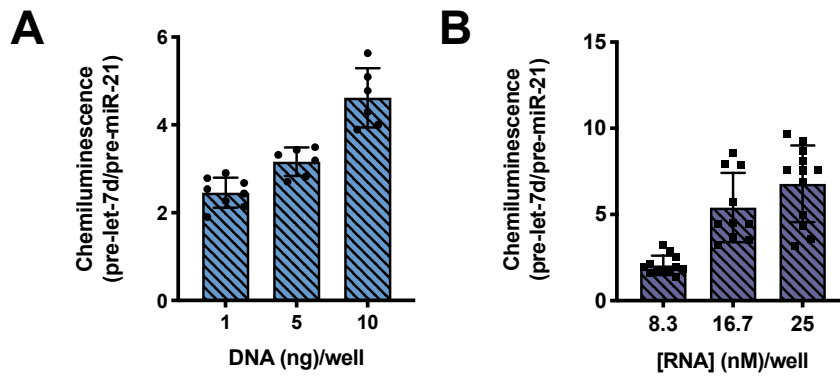 A
Chemiluminescence
(pre-let-7d/pre-miR-21)
6
4
2
0
1 5 10
DNA (ng)/well
B
Chemiluminescence
(pre-let-7d/pre-miR-21)
15
10
5
0
8.3 16.7 25
[RNA] (nM)/well